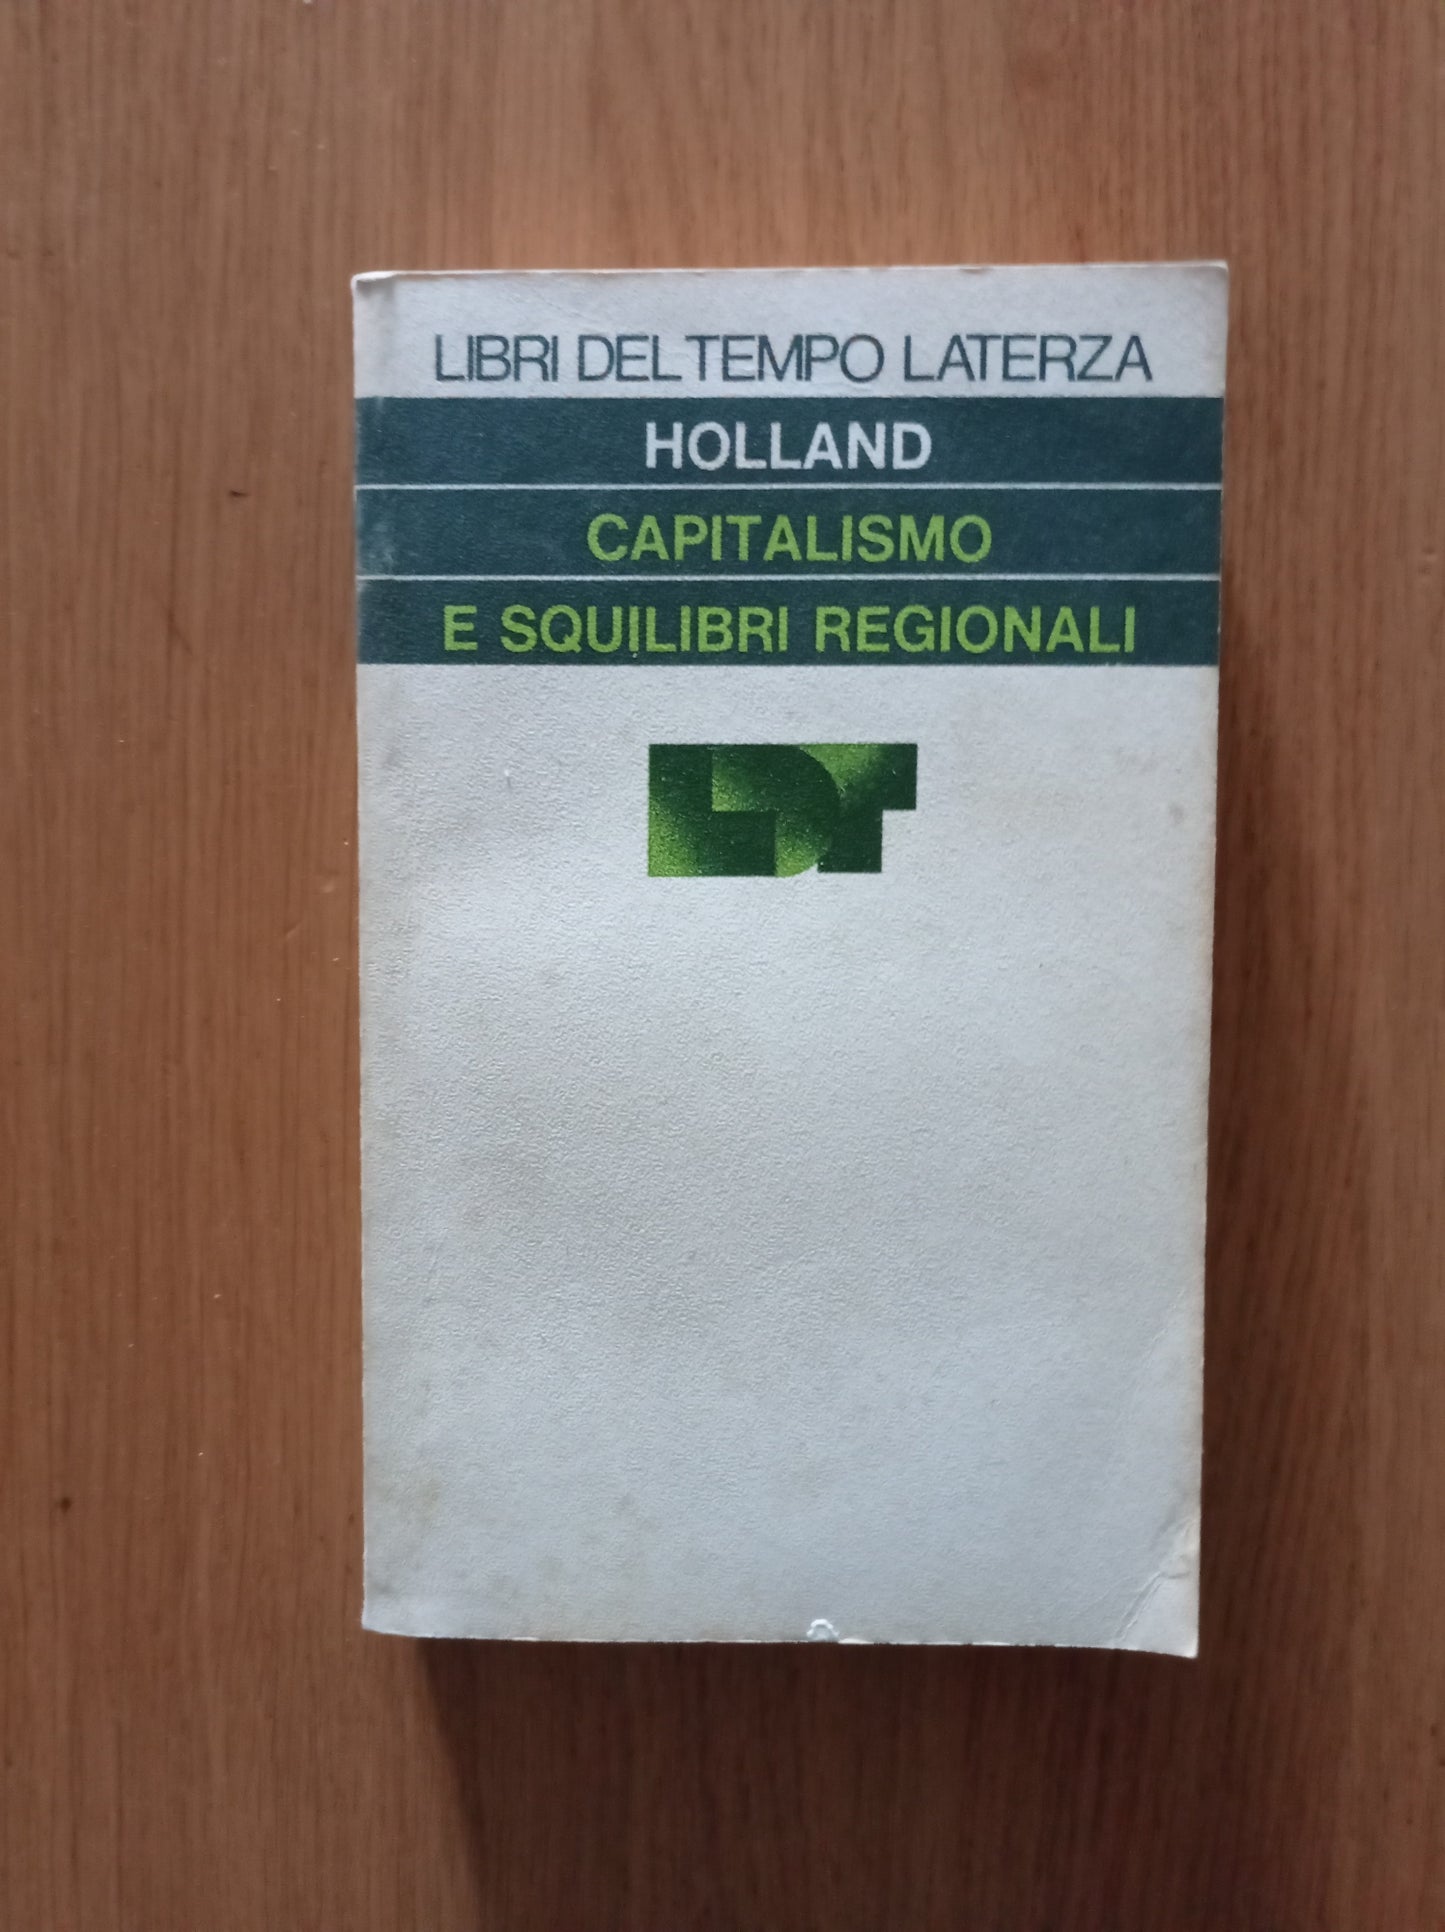 LIBRI DEL TEMPO LATERZA
HOLLAND
CAPITALISMO
E SQUILIBRI REGIONALI
LDT